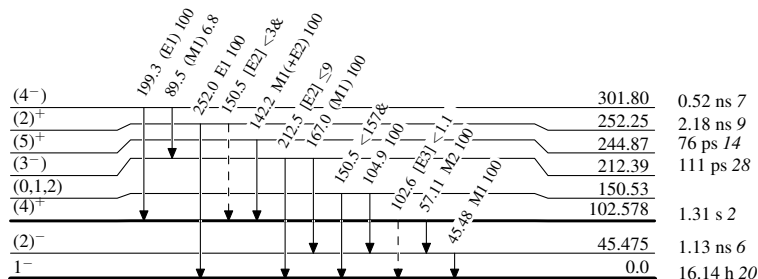 199.3 (E1) 100
89.5 (M1) 6.8
252.0 E1 100
150.5 [E2] <3&
142.2 M1(+E2) 100
212.5 [E2] ≤9
167.0 (M1) 100
150.5 <157&
104.9 100
102.6 [E3] <1.1
57.11 M2 100
45.48 M1 100
(4⁻) 301.80 0.52 ns 7
(2)⁺ 252.25 2.18 ns 9
(5)⁺ 244.87 76 ps 14
(3⁻) 212.39 111 ps 28
(0,1,2) 150.53
(4)⁺ 102.578 1.31 s 2
(2)⁻ 45.475 1.13 ns 6
1⁻ 0.0 16.14 h 20